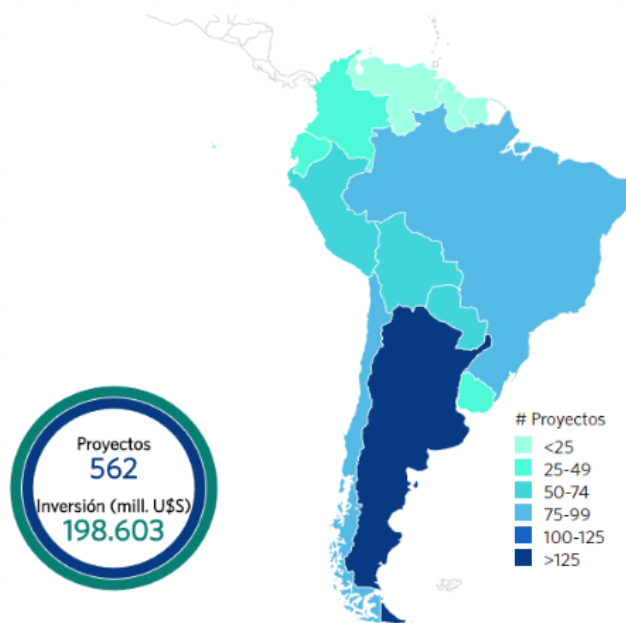 Proyectos
562
Inversión (mill. U$S)
198.603
# Proyectos
<25
25-49
50-74
75-99
100-125
>125